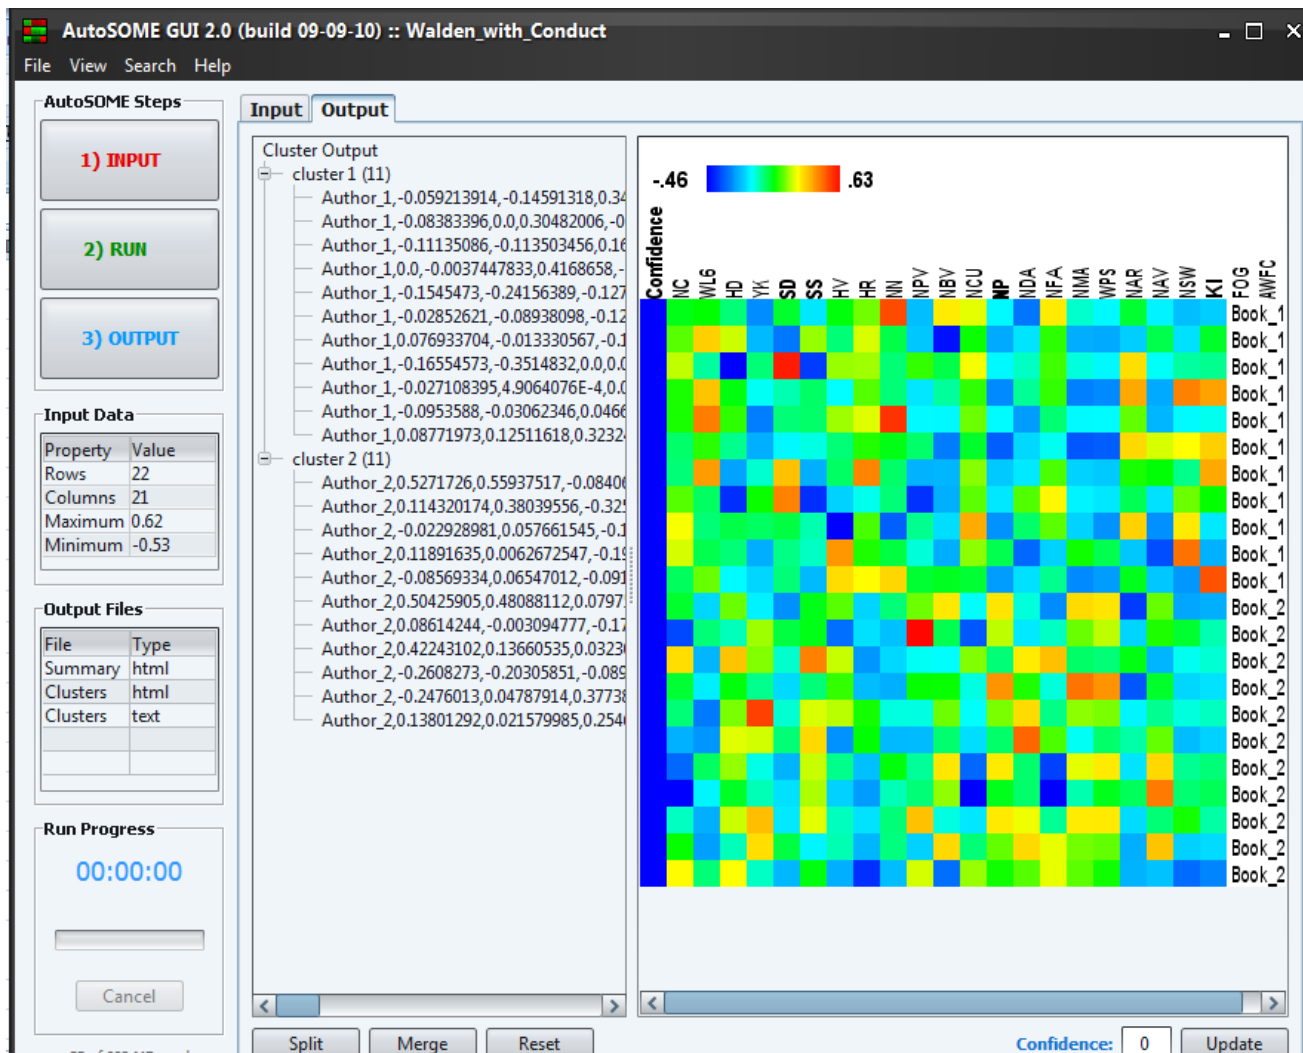 AutoSOME GUI 2.0 (build 09-09-10) :: Walden_with_Conduct
File View Search Help
AutoSOME Steps
1) INPUT
2) RUN
3) OUTPUT
Input Data
Property Value
Rows 22
Columns 21
Maximum 0.62
Minimum -0.53
Output Files
File Type
Summary html
Clusters html
Clusters text
Run Progress
00:00:00
Cancel
Input Output
Cluster Output
cluster 1 (11)
Author_1,-0.059213914,-0.14591318,0.34
Author_1,-0.08383396,0.0,0.30482006,-0
Author_1,-0.11135086,-0.113503456,0.16
Author_1,0.0,-0.0037447833,0.4168658,-
Author_1,-0.1545473,-0.24156389,-0.127
Author_1,-0.02852621,-0.08938098,-0.12
Author_1,0.076933704,-0.013330567,-0.1
Author_1,-0.16554573,-0.3514832,0.0,0.0
Author_1,-0.027108395,4.9064076E-4,0.0
Author_1,-0.0953588,-0.03062346,0.0466
Author_1,0.08771973,0.12511618,0.3232
cluster 2 (11)
Author_2,0.5271726,0.55937517,-0.0840
Author_2,0.114320174,0.38039556,-0.325
Author_2,-0.022928981,0.057661545,-0.1
Author_2,0.11891635,0.0062672547,-0.19
Author_2,-0.08569334,0.06547012,-0.091
Author_2,0.50425905,0.48088112,0.0797
Author_2,0.08614244,-0.003094777,-0.17
Author_2,0.42243102,0.13660535,0.0323
Author_2,-0.2608273,-0.20305851,-0.089
Author_2,-0.2476013,0.04787914,0.37738
Author_2,0.13801292,0.021579985,0.254
-.46 .63
Confidence
NC
WL6
HD
YK
SD
SS
HV
HR
NN
NPV
NBV
NCU
NP
NDA
NFA
NMA
WPS
NAR
NAV
NSW
KI
FOG
AWFC
Book_1
Book_1
Book_1
Book_1
Book_1
Book_1
Book_1
Book_1
Book_1
Book_1
Book_1
Book_2
Book_2
Book_2
Book_2
Book_2
Book_2
Book_2
Book_2
Book_2
Book_2
Book_2
Split Merge Reset
Confidence: 0 Update